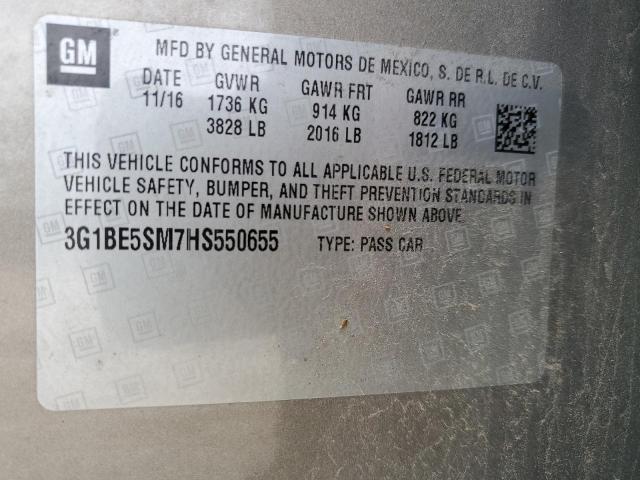 GM
MFD BY GENERAL MOTORS DE MEXICO, S. DE R.L. DE C.V.
DATE GVWR GAWR FRT GAWR RR
11/16 1736 KG 914 KG 822 KG
3828 LB 2016 LB 1812 LB
THIS VEHICLE CONFORMS TO ALL APPLICABLE U.S. FEDERAL MOTOR
VEHICLE SAFETY, BUMPER, AND THEFT PREVENTION STANDARDS IN
EFFECT ON THE DATE OF MANUFACTURE SHOWN ABOVE.
3G1BE5SM7HS550655 TYPE: PASS CAR